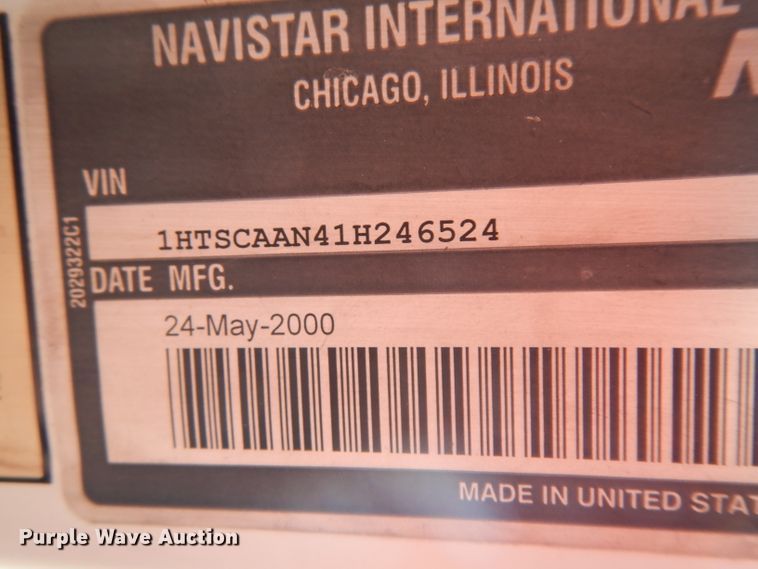 NAVISTAR INTERNATIONAL
CHICAGO, ILLINOIS
VIN
1HTSCAAN41H246524
2029322C1
DATE MFG.
24-May-2000
MADE IN UNITED STAT
Purple Wave Auction